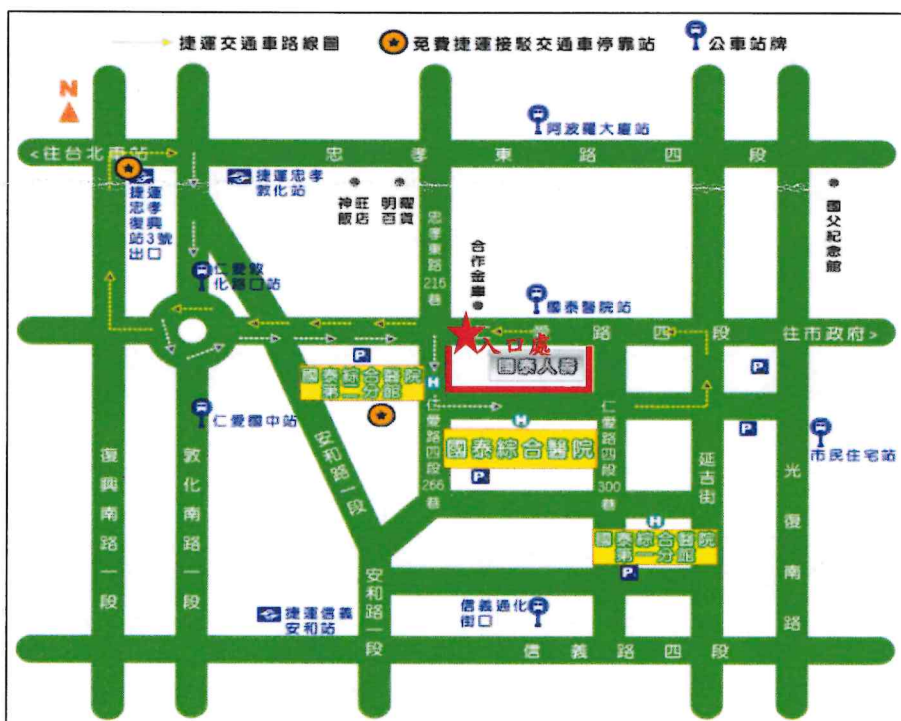 捷運交通車路線圖
免費捷運接駁交通車停靠站
公車站牌
N
阿波羅大廈站
<往台北車站
忠孝東路四段
捷運忠孝復興站3號出口
捷運忠孝
敦化站
神旺飯店
明曜百貨
忠孝東路216巷
合作金庫
國父紀念館
仁愛敦
化路口站
國泰醫院站
愛路四段
往市政府>
入口處
國泰人壽
P
國泰綜合醫院
第二分館
H
P
仁愛國中站
仁愛路四段266巷
H
國泰綜合醫院
P
仁愛路四段300巷
P
市民住宅站
安和路一段
復興南路一段
敦化南路一段
延吉街
光復南路
H
國泰綜合醫院
第一分館
P
安和路一段
捷運信義
安和站
信義通化
街口
信義路四段